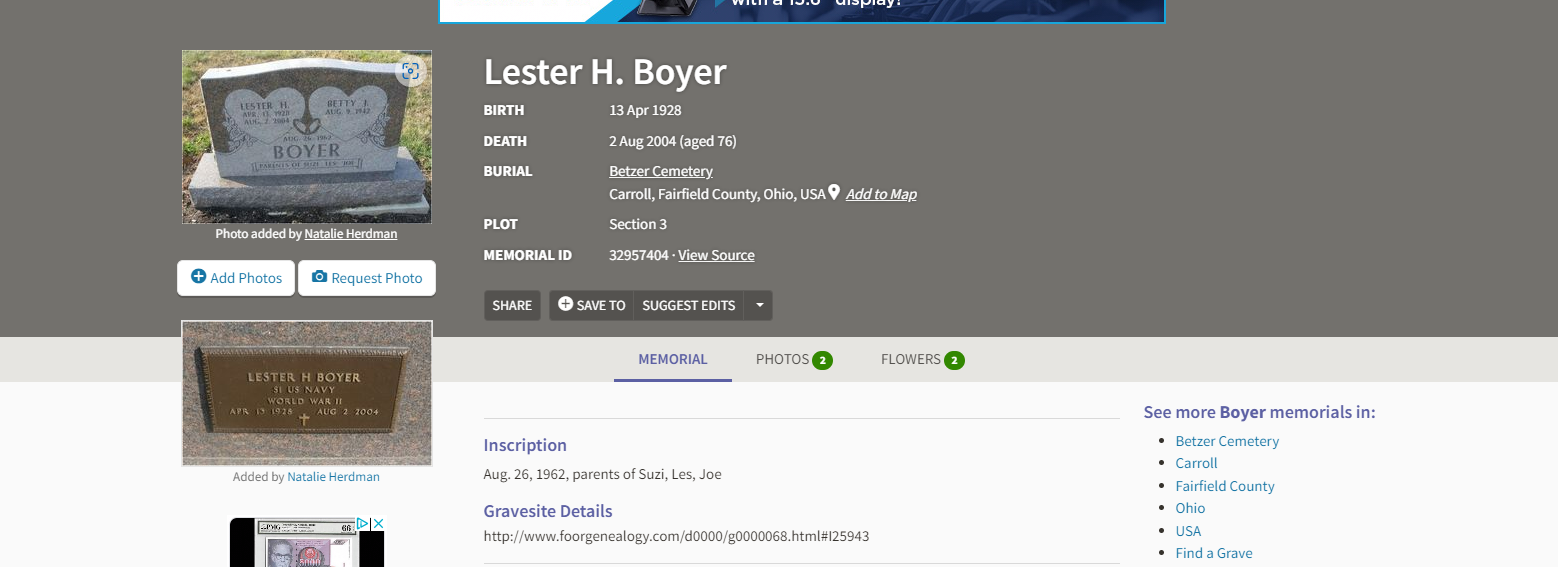 with a 15.6" display!
Lester H. Boyer
BIRTH 13 Apr 1928
DEATH 2 Aug 2004 (aged 76)
BURIAL Betzer Cemetery
Carroll, Fairfield County, Ohio, USA Add to Map
PLOT Section 3
MEMORIAL ID 32957404 · View Source
SHARE SAVE TO SUGGEST EDITS
LESTER H.
APR. 13, 1928
AUG. 2, 2004
BETTY J.
AUG. 9, 1942
AUG. 26, 1962
BOYER
PARENTS OF SUZI, LES, JOE
Photo added by Natalie Herdman
Add Photos Request Photo
LESTER H BOYER
S1 US NAVY
WORLD WAR II
APR 13 1928 AUG 2 2004
Added by Natalie Herdman
PMG
66
5000
MEMORIAL PHOTOS 2 FLOWERS 2
Inscription
Aug. 26, 1962, parents of Suzi, Les, Joe
Gravesite Details
http://www.foorgenealogy.com/d0000/g0000068.html#I25943
See more Boyer memorials in:
Betzer Cemetery
Carroll
Fairfield County
Ohio
USA
Find a Grave